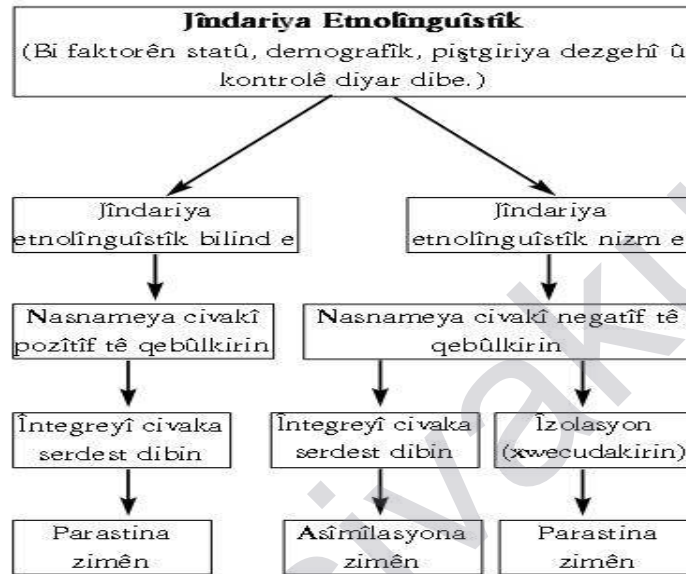 Jîndariya Etnolînguîstîk
(Bi faktorên statû, demografîk, piştgiriya dezgehî û
kontrolê diyar dibe.)
Jîndariya
etnolînguîstîk bilind e
Jîndariya
etnolînguîstîk nizm e
Nasnameya civakî
pozîtîf tê qebûlkirin
Nasnameya civakî negatîf tê
qebûlkirin
Întegreyî civaka
serdest dibin
Întegreyî civaka
serdest dibin
Îzolasyon
(xwecudakirin)
Parastina
zimên
Asîmîlasyona
zimên
Parastina
zimên